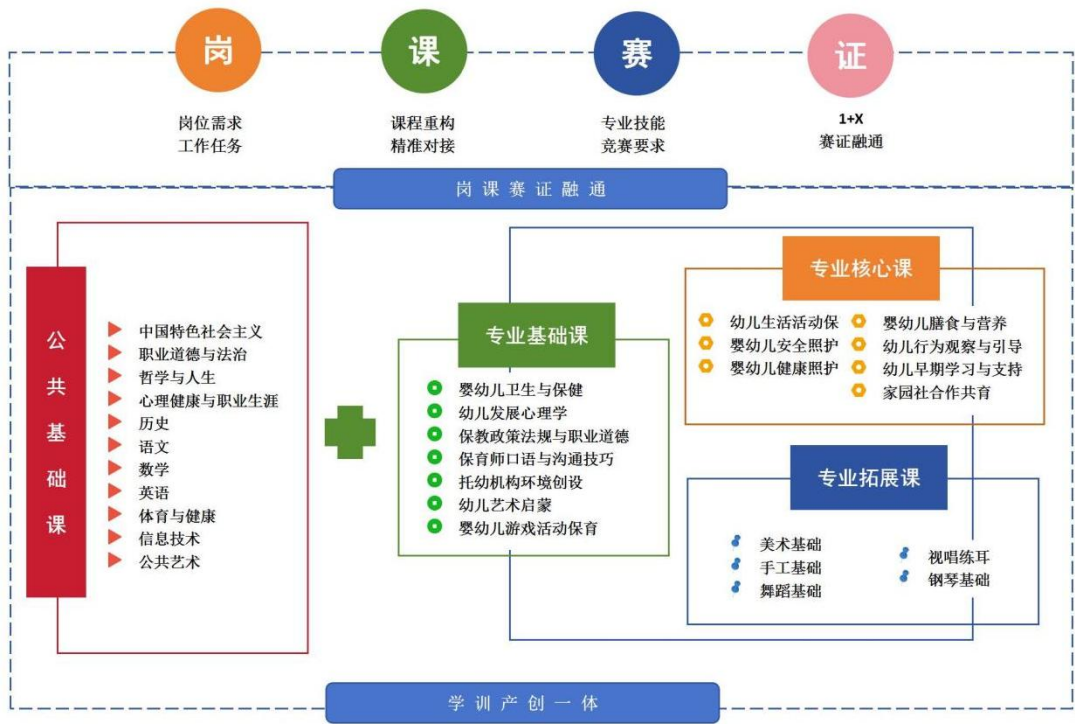 岗
课
赛
证
岗位需求
工作任务
课程重构
精准对接
专业技能
竞赛要求
1+X
赛证融通
岗课赛证融通
公共基础课
中国特色社会主义
职业道德与法治
哲学与人生
心理健康与职业生涯
历史
语文
数学
英语
体育与健康
信息技术
公共艺术
专业基础课
婴幼儿卫生与保健
幼儿发展心理学
保教政策法规与职业道德
保育师口语与沟通技巧
托幼机构环境创设
幼儿艺术启蒙
婴幼儿游戏活动保育
专业核心课
幼儿生活活动保
婴幼儿安全照护
婴幼儿健康照护
婴幼儿膳食与营养
幼儿行为观察与引导
幼儿早期学习与支持
家园社合作共育
专业拓展课
美术基础
手工基础
舞蹈基础
视唱练耳
钢琴基础
学训产创一体